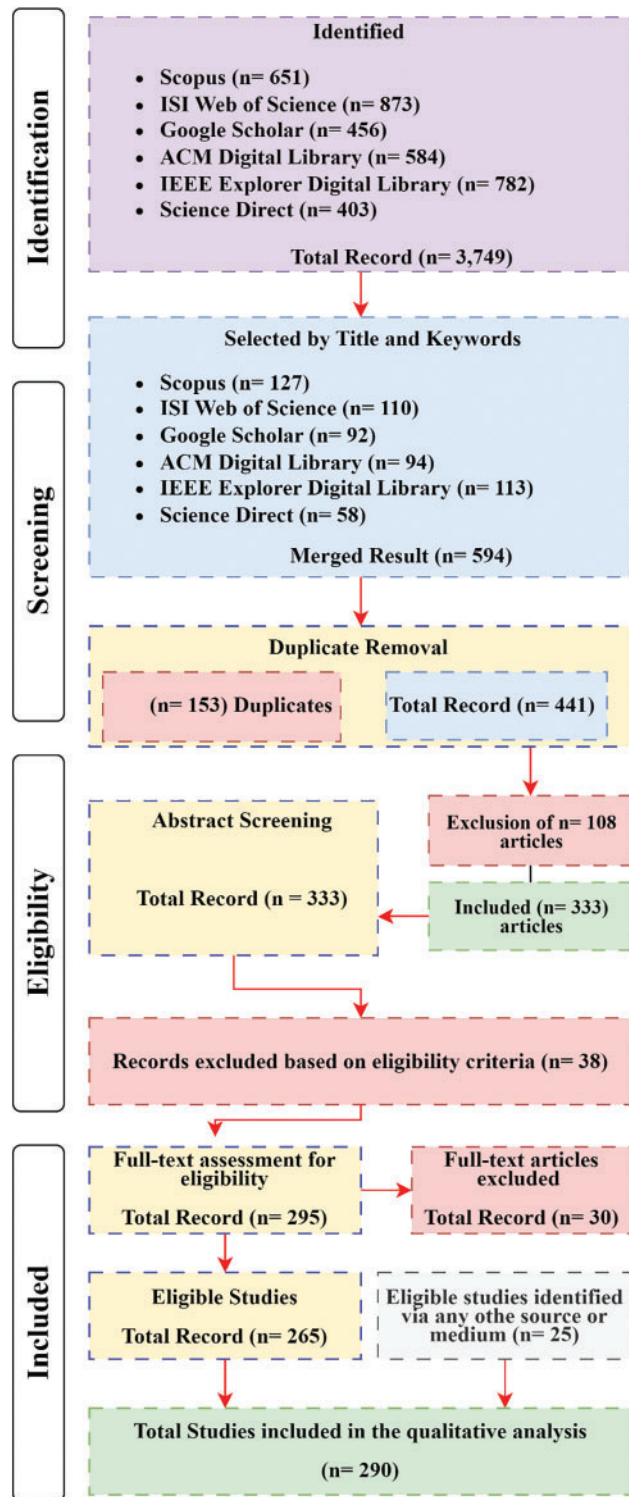 Identification
Identified
• Scopus (n= 651)
• ISI Web of Science (n= 873)
• Google Scholar (n= 456)
• ACM Digital Library (n= 584)
• IEEE Explorer Digital Library (n= 782)
• Science Direct (n= 403)
Total Record (n= 3,749)
Screening
Selected by Title and Keywords
• Scopus (n= 127)
• ISI Web of Science (n= 110)
• Google Scholar (n= 92)
• ACM Digital Library (n= 94)
• IEEE Explorer Digital Library (n= 113)
• Science Direct (n= 58)
Merged Result (n= 594)
Duplicate Removal
(n= 153) Duplicates
Total Record (n= 441)
Eligibility
Exclusion of n= 108
articles
Included (n= 333)
articles
Abstract Screening
Total Record (n = 333)
Records excluded based on eligibility criteria (n= 38)
Included
Full-text assessment for
eligibility
Total Record (n= 295)
Full-text articles
excluded
Total Record (n= 30)
Eligible Studies
Total Record (n= 265)
Eligible studies identified
via any othe source or
medium (n= 25)
Total Studies included in the qualitative analysis
(n= 290)